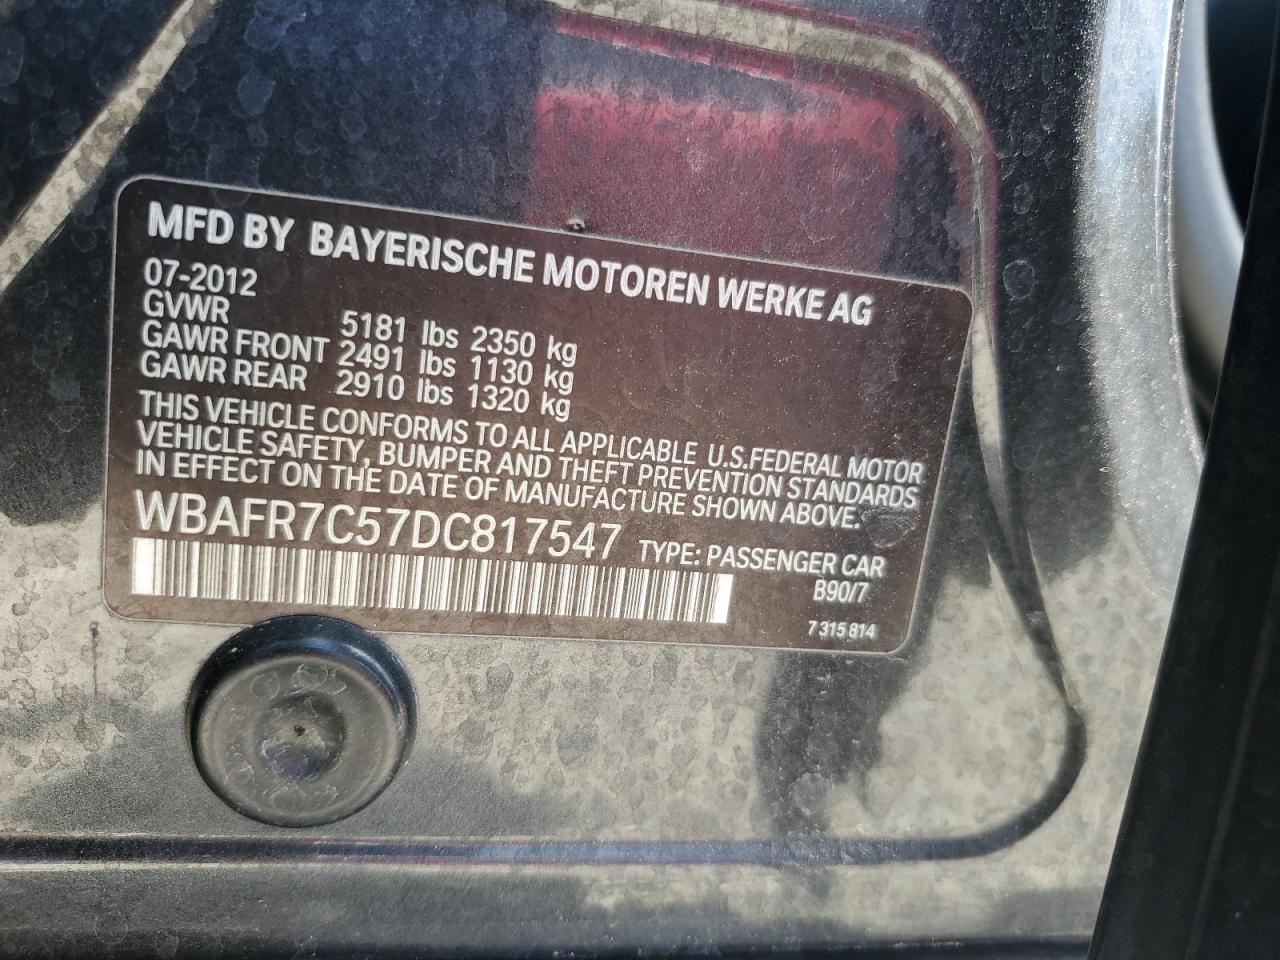 MFD BY BAYERISCHE MOTOREN WERKE AG
07-2012
GVWR 5181 lbs 2350 kg
GAWR FRONT 2491 lbs 1130 kg
GAWR REAR 2910 lbs 1320 kg
THIS VEHICLE CONFORMS TO ALL APPLICABLE U.S.FEDERAL MOTOR
VEHICLE SAFETY, BUMPER AND THEFT PREVENTION STANDARDS
IN EFFECT ON THE DATE OF MANUFACTURE SHOWN ABOVE.
WBAFR7C57DC817547 TYPE: PASSENGER CAR
B90/7
7 315 814